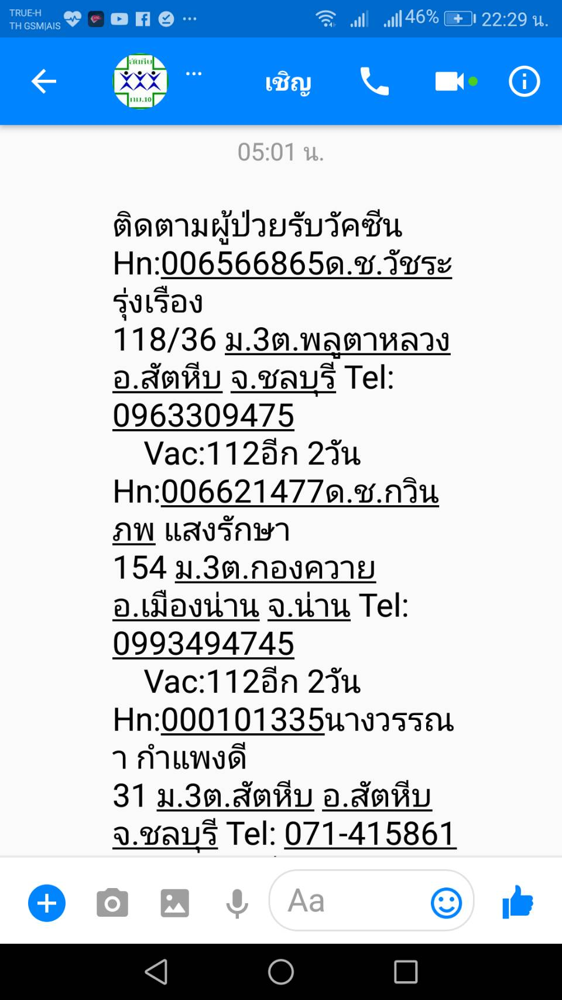 TRUE-H
TH GSM|AIS
46% 22:29 น.
สัตหีบ
กม.10
เชิญ
05:01 น.
ติดตามผู้ป่วยรับวัคซีน
Hn:006566865ด.ช.วัชระ
รุ่งเรือง
118/36 ม.3ต.พลูตาหลวง
อ.สัตหีบ จ.ชลบุรี Tel:
0963309475
Vac:112อีก 2วัน
Hn:006621477ด.ช.กวิน
ภพ แสงรักษา
154 ม.3ต.กองควาย
อ.เมืองน่าน จ.น่าน Tel:
0993494745
Vac:112อีก 2วัน
Hn:000101335นางวรรณ
า กำแพงดี
31 ม.3ต.สัตหีบ อ.สัตหีบ
จ.ชลบุรี Tel: 071-415861
Aa